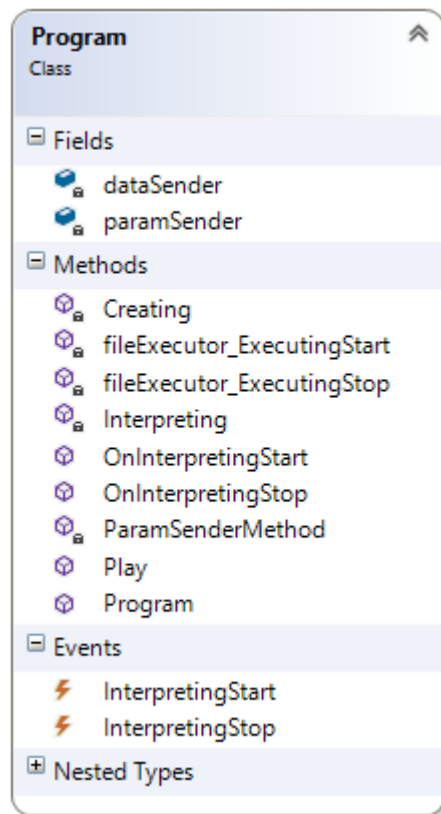 Program
Class
Fields
dataSender
paramSender
Methods
Creating
fileExecutor_ExecutingStart
fileExecutor_ExecutingStop
Interpreting
OnInterpretingStart
OnInterpretingStop
ParamSenderMethod
Play
Program
Events
InterpretingStart
InterpretingStop
Nested Types